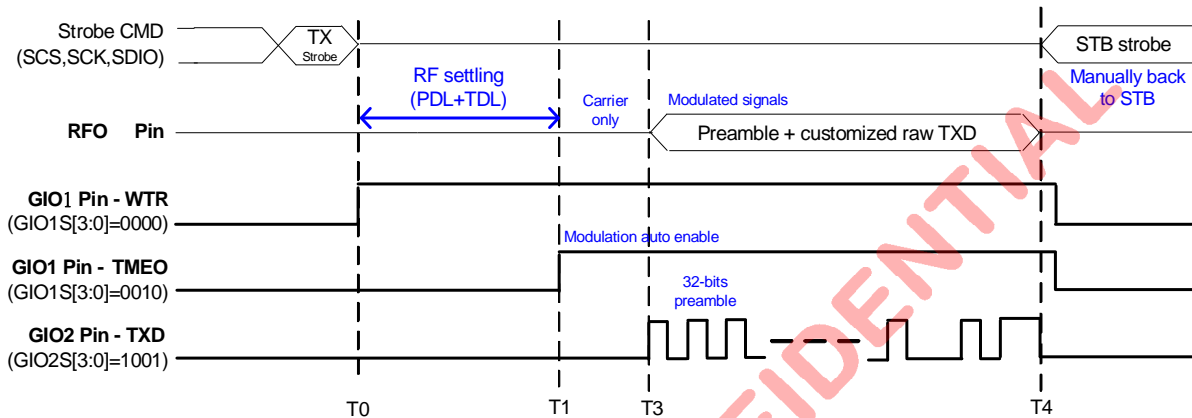 Strobe CMD
(SCS,SCK,SDIO)
TX
Strobe
STB strobe
RF settling
(PDL+TDL)
Manually back
to STB
Carrier
only
Modulated signals
RFO Pin
Preamble + customized raw TXD
GIO1 Pin - WTR
(GIO1S[3:0]=0000)
Modulation auto enable
GIO1 Pin - TMEO
(GIO1S[3:0]=0010)
32-bits
preamble
GIO2 Pin - TXD
(GIO2S[3:0]=1001)
T0 T1 T3 T4
FIDENTIAL